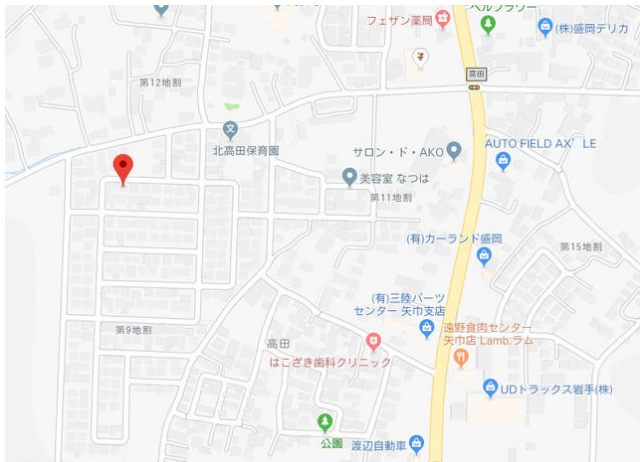 フェザン薬局
ベルフラワー
(株)盛岡デリカ
高田
第12地割
北高田保育園
サロン・ド・AKO
AUTO FIELD AX゛LE
美容室 なつは
第11地割
(有)カーランド盛岡
第15地割
(有)三陸パーツ
センター 矢巾支店
第9地割
高田
遠野食肉センター
矢巾店 Lamb.ラム
はこざき歯科クリニック
UDトラックス岩手(株)
公園
渡辺自動車